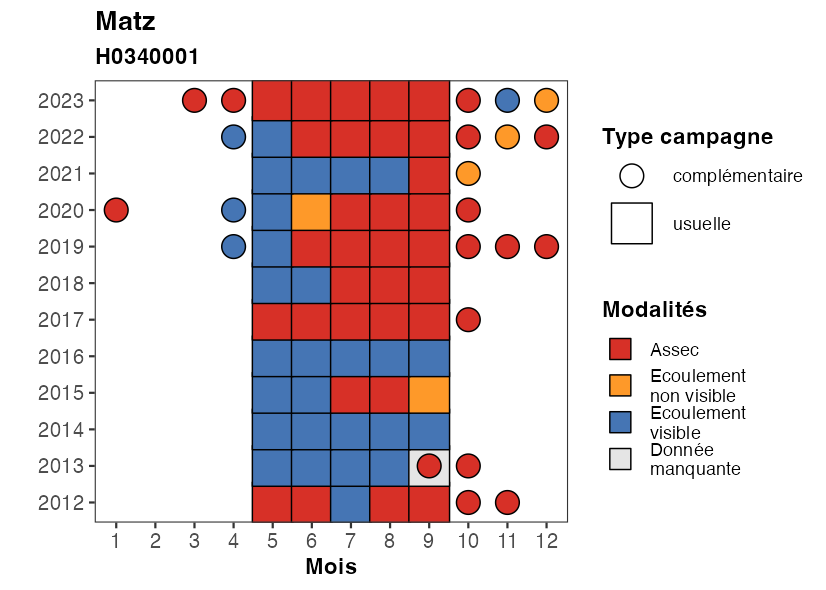 Matz
H0340001
2023
2022
2021
2020
2019
2018
2017
2016
2015
2014
2013
2012
1 2 3 4 5 6 7 8 9 10 11 12
Mois
Type campagne
complémentaire
usuelle
Modalités
Assec
Ecoulement
non visible
Ecoulement
visible
Donnée
manquante